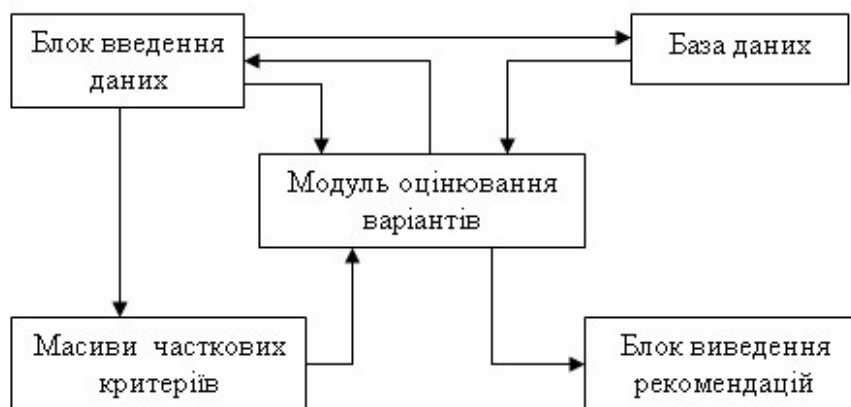 Блок введення
даних
База даних
Модуль оцінювання
варіантів
Масиви часткових
критеріїв
Блок виведення
рекомендацій